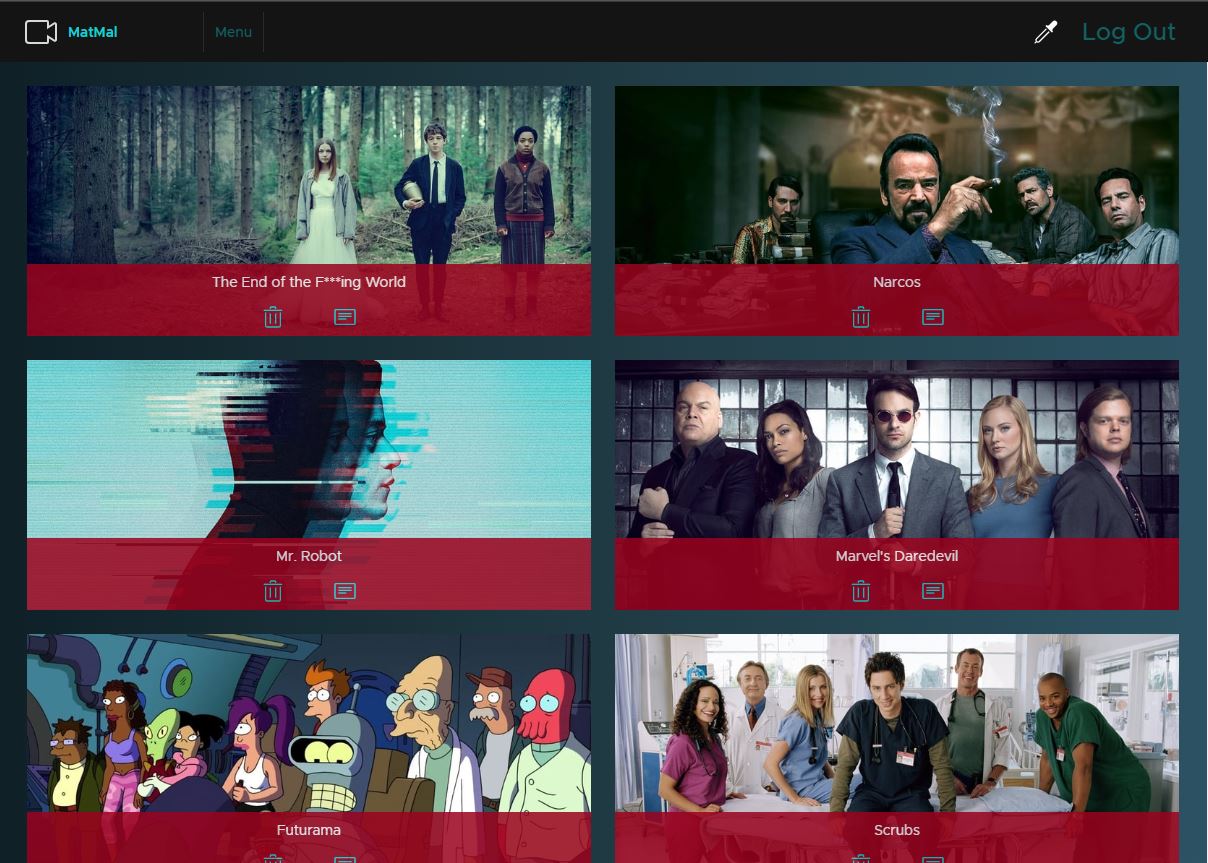 MatMal
Menu
Log Out
The End of the F***ing World
Narcos
Mr. Robot
Marvel's Daredevil
Futurama
Scrubs